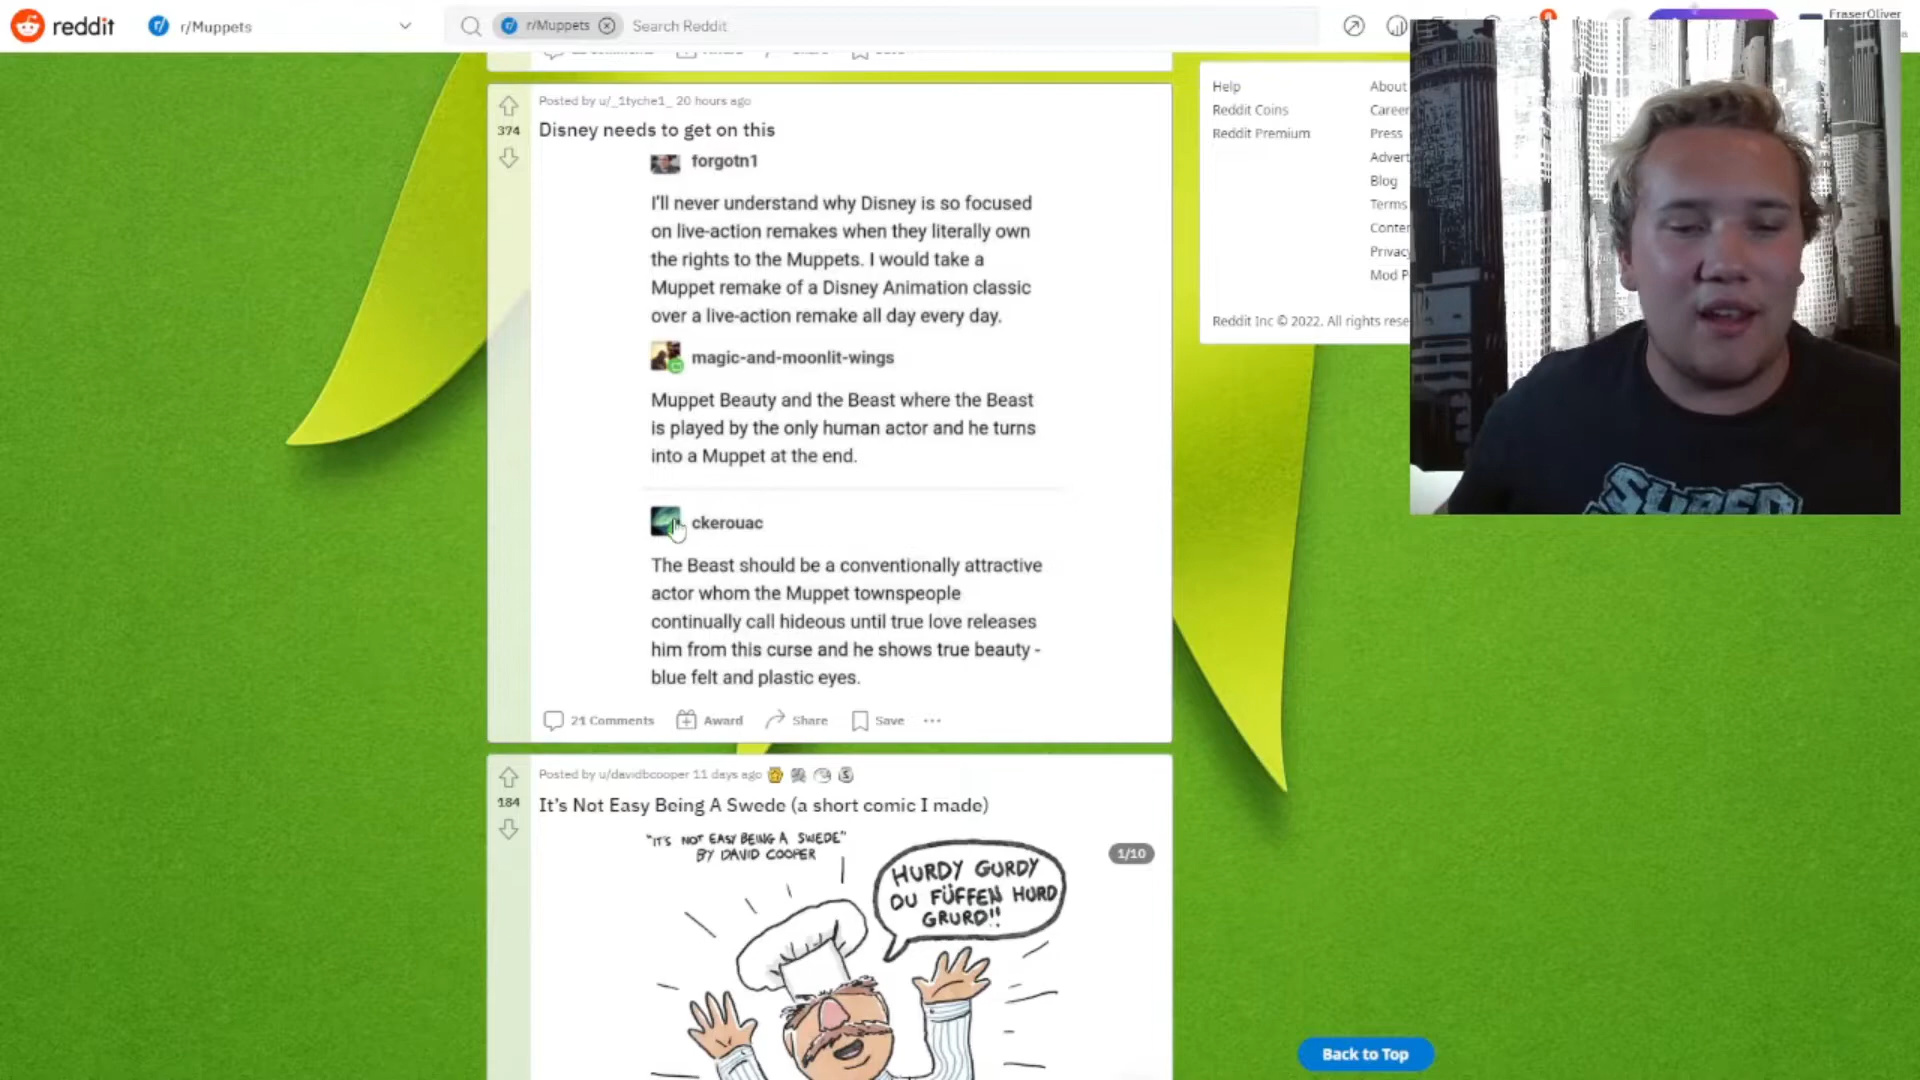 reddit
r/Muppets
r/Muppets
Search Reddit
FraserOliver
Posted by u/_1tyche1_ 20 hours ago
374
Disney needs to get on this
forgotn1
I'll never understand why Disney is so focused
on live-action remakes when they literally own
the rights to the Muppets. I would take a
Muppet remake of a Disney Animation classic
over a live-action remake all day every day.
magic-and-moonlit-wings
Muppet Beauty and the Beast where the Beast
is played by the only human actor and he turns
into a Muppet at the end.
ckerouac
The Beast should be a conventionally attractive
actor whom the Muppet townspeople
continually call hideous until true love releases
him from this curse and he shows true beauty -
blue felt and plastic eyes.
21 Comments
Award
Share
Save
Posted by u/davidbcooper 11 days ago
184
It's Not Easy Being A Swede (a short comic I made)
"IT'S NOT EASY BEING A SWEDE"
BY DAVID COOPER
1/10
HURDY GURDY
DU FÜFFEN HURD
GRURD!!
Help
Reddit Coins
Reddit Premium
About
Career
Press
Advert
Blog
Terms
Conter
Privacy
Mod P
Reddit Inc © 2022. All rights rese
SUPER
Back to Top